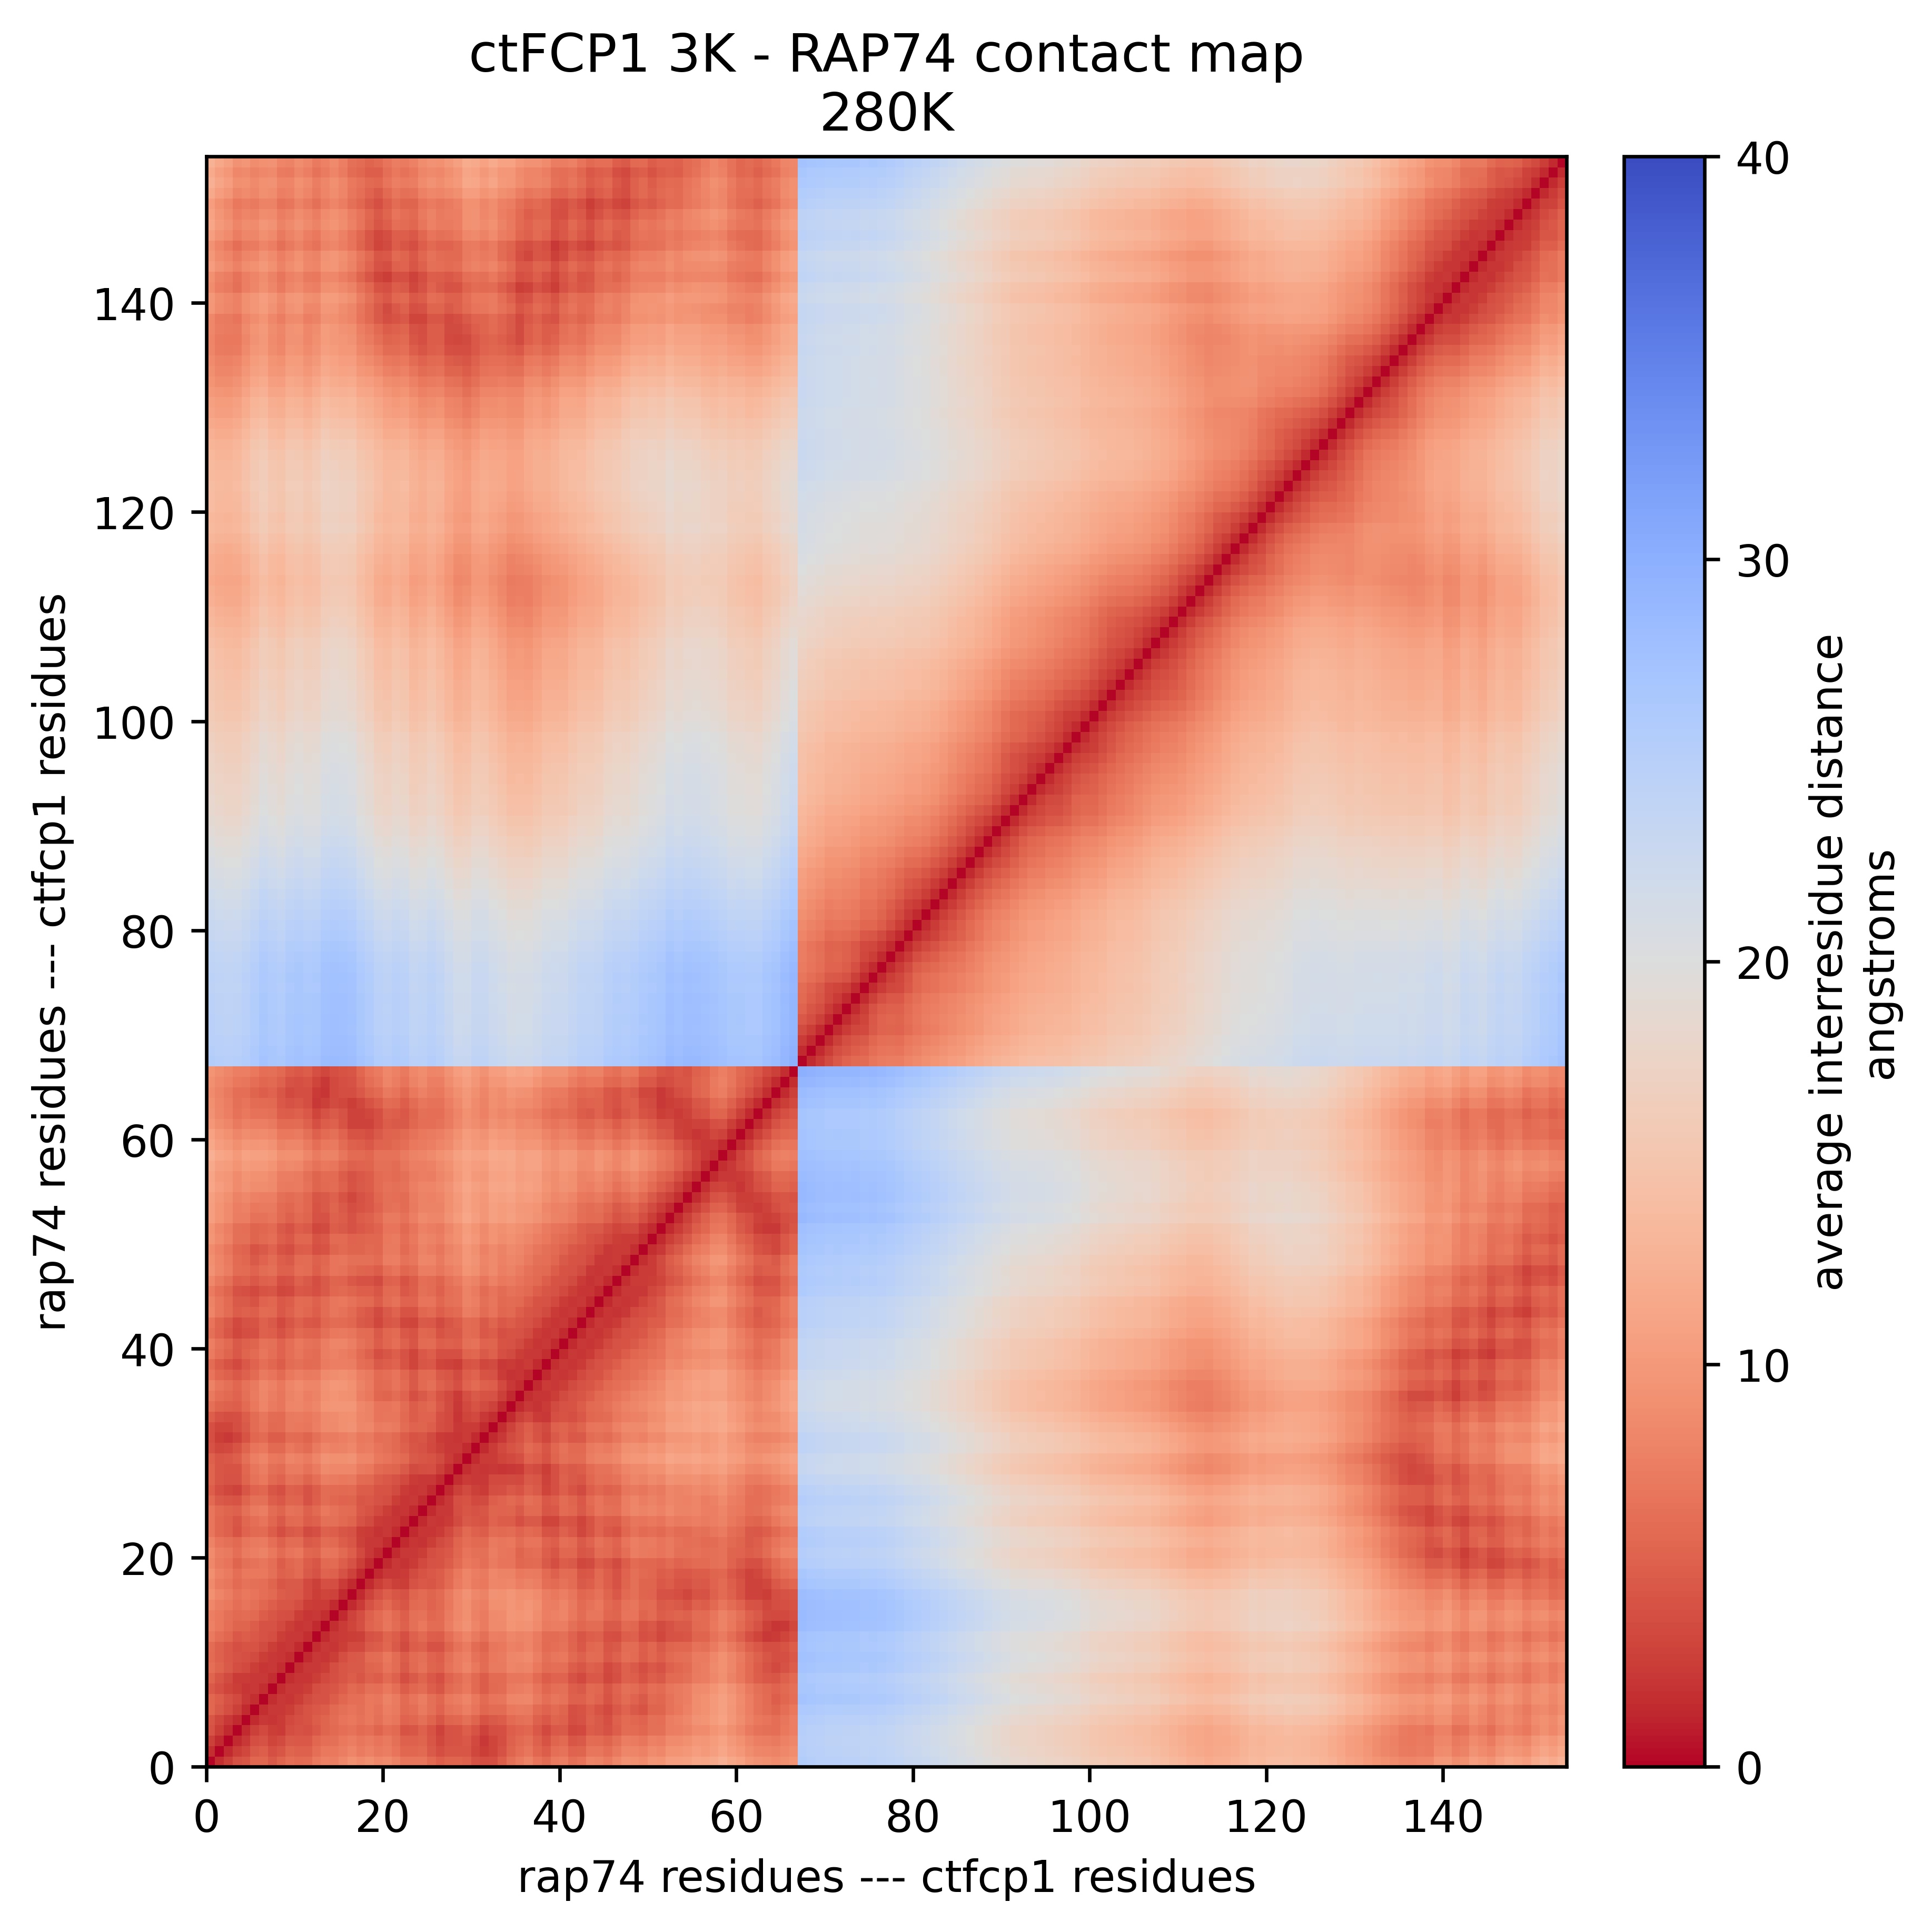 ctFCP1 3K - RAP74 contact map
280K
rap74 residues --- ctfcp1 residues
140
120
100
80
60
40
20
0
0 20 40 60 80 100 120 140
rap74 residues --- ctfcp1 residues
40
30
20
10
0
average interresidue distance
angstroms